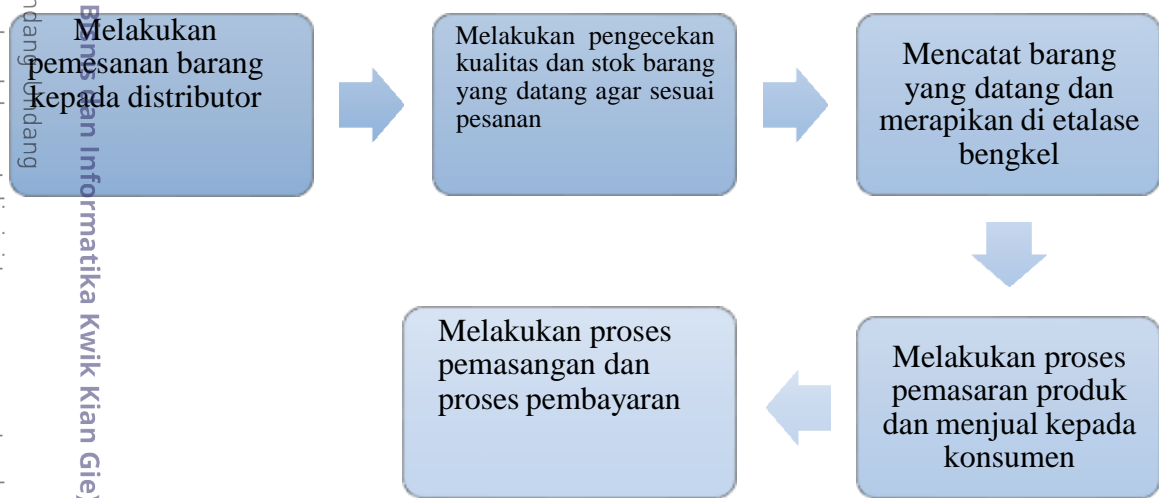 Melakukan
pemesanan barang
kepada distributor
Melakukan pengecekan
kualitas dan stok barang
yang datang agar sesuai
pesanan
Mencatat barang
yang datang dan
merapikan di etalase
bengkel
Melakukan proses
pemasaran produk
dan menjual kepada
konsumen
Melakukan proses
pemasangan dan
proses pembayaran
Bisnis dan Informatika Kwik Kian Gie)
ndang-Undang